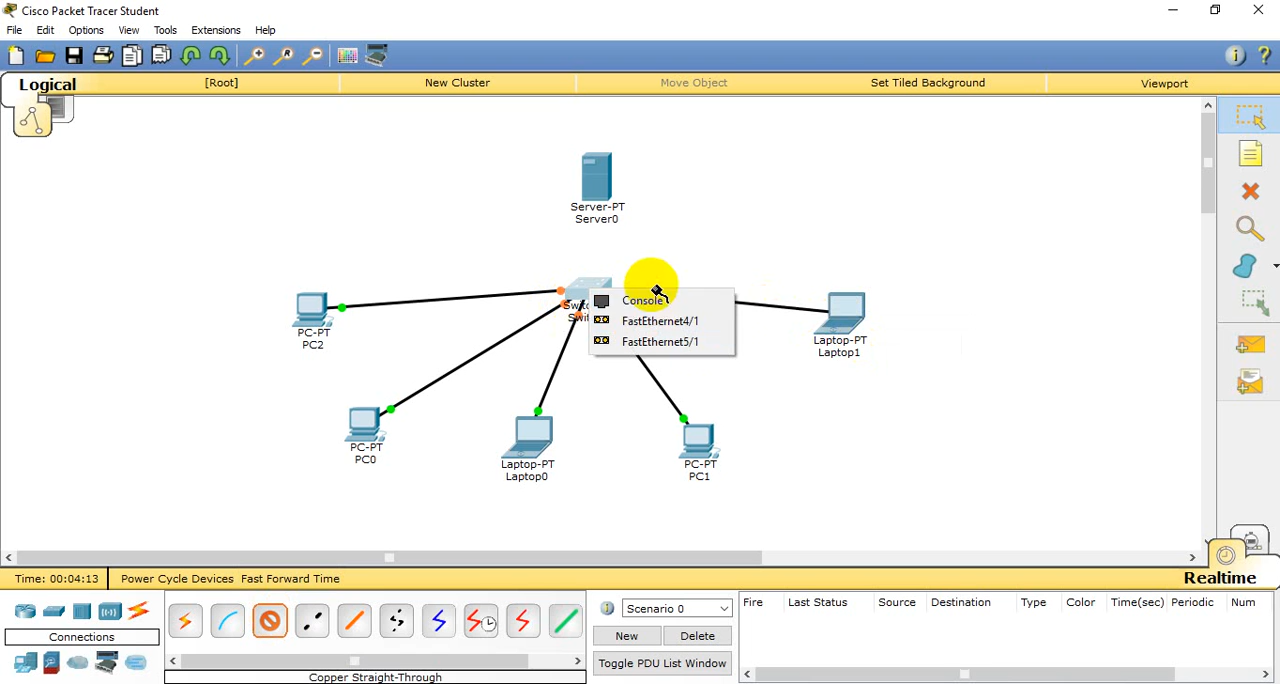 Cisco Packet Tracer Student
File Edit Options View Tools Extensions Help
Logical [Root] New Cluster Move Object Set Tiled Background Viewport
Server-PT
Server0
Console
FastEthernet4/1
FastEthernet5/1
PC-PT
PC2
Laptop-PT
Laptop1
PC-PT
PC0
Laptop-PT
Laptop0
PC-PT
PC1
Time: 00:04:13 Power Cycle Devices Fast Forward Time
Realtime
Connections
Copper Straight-Through
Scenario 0
New Delete
Toggle PDU List Window
Fire Last Status Source Destination Type Color Time(sec) Periodic Num